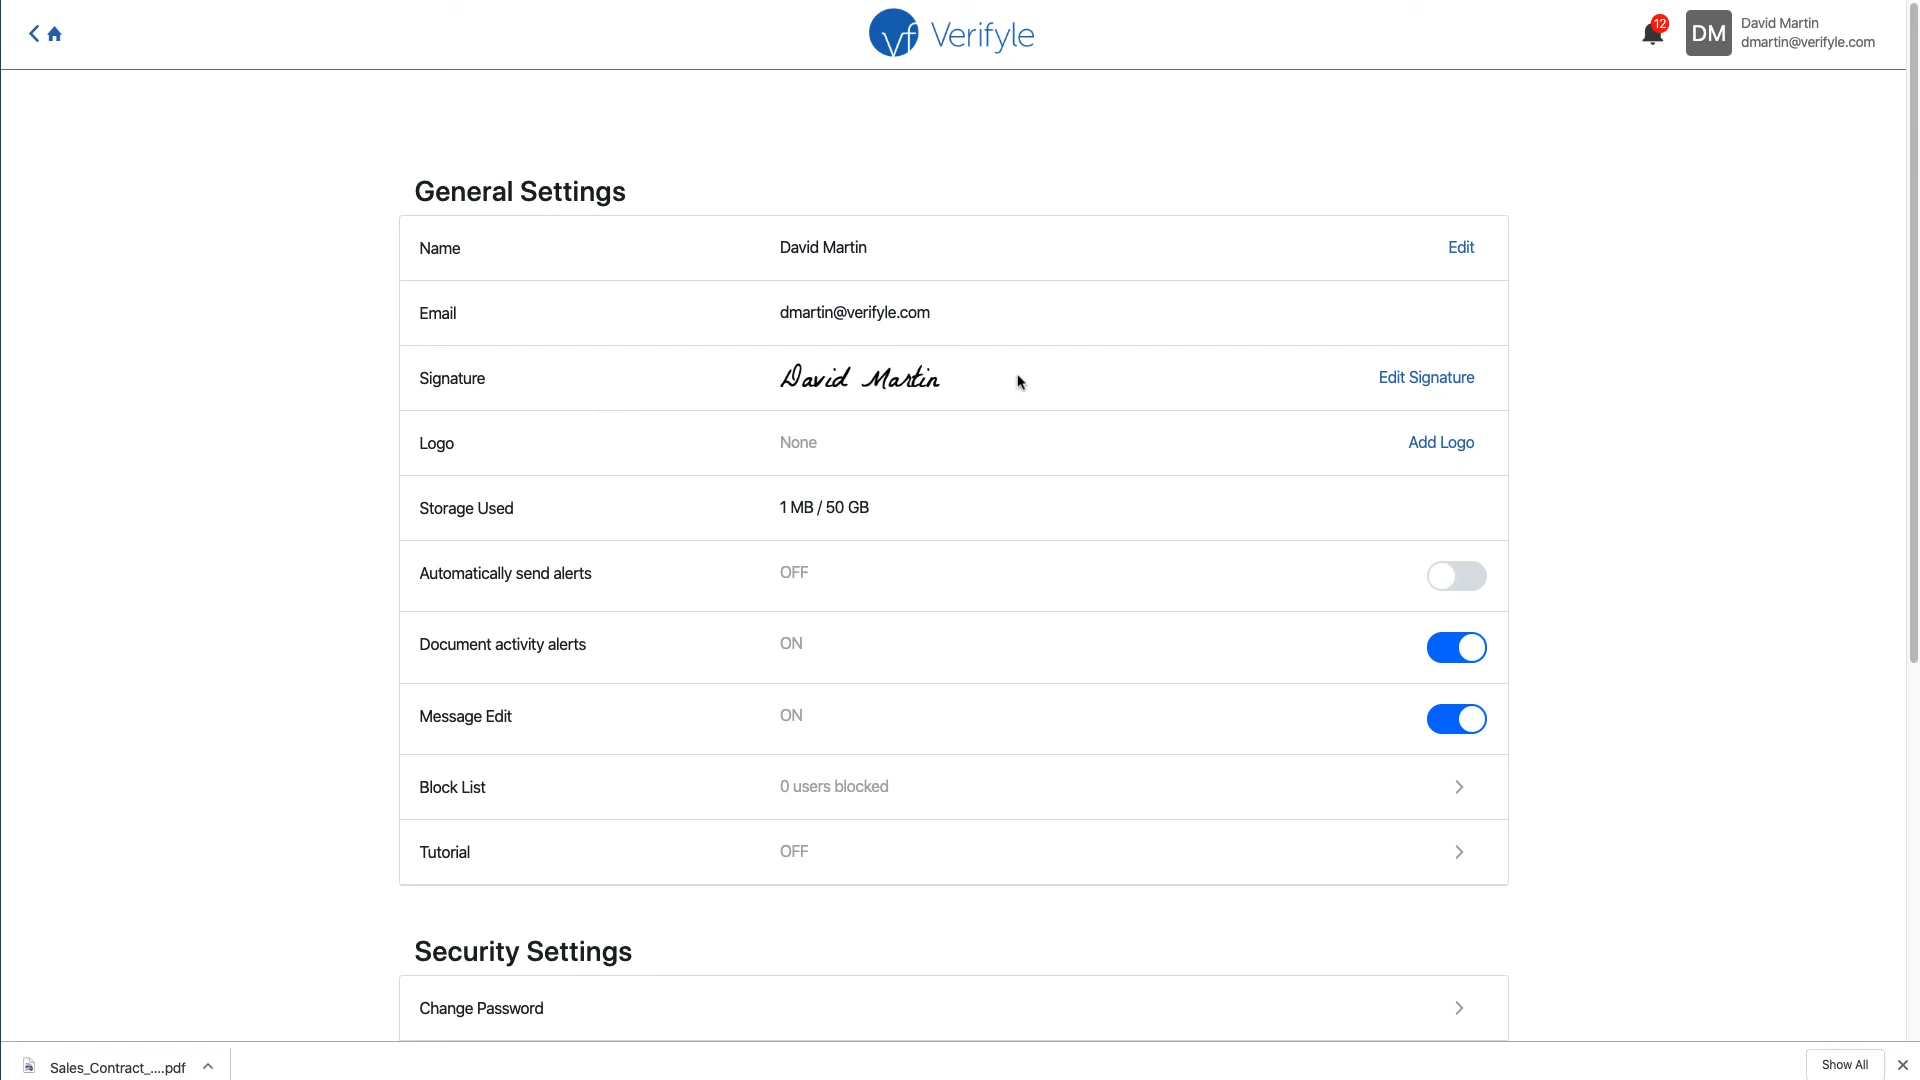 vf Verifyle
12
DM
David Martin
dmartin@verifyle.com
General Settings
Name David Martin Edit
Email dmartin@verifyle.com
Signature David Martin Edit Signature
Logo None Add Logo
Storage Used 1 MB / 50 GB
Automatically send alerts OFF
Document activity alerts ON
Message Edit ON
Block List 0 users blocked
Tutorial OFF
Security Settings
Change Password
Sales_Contract_....pdf Show All